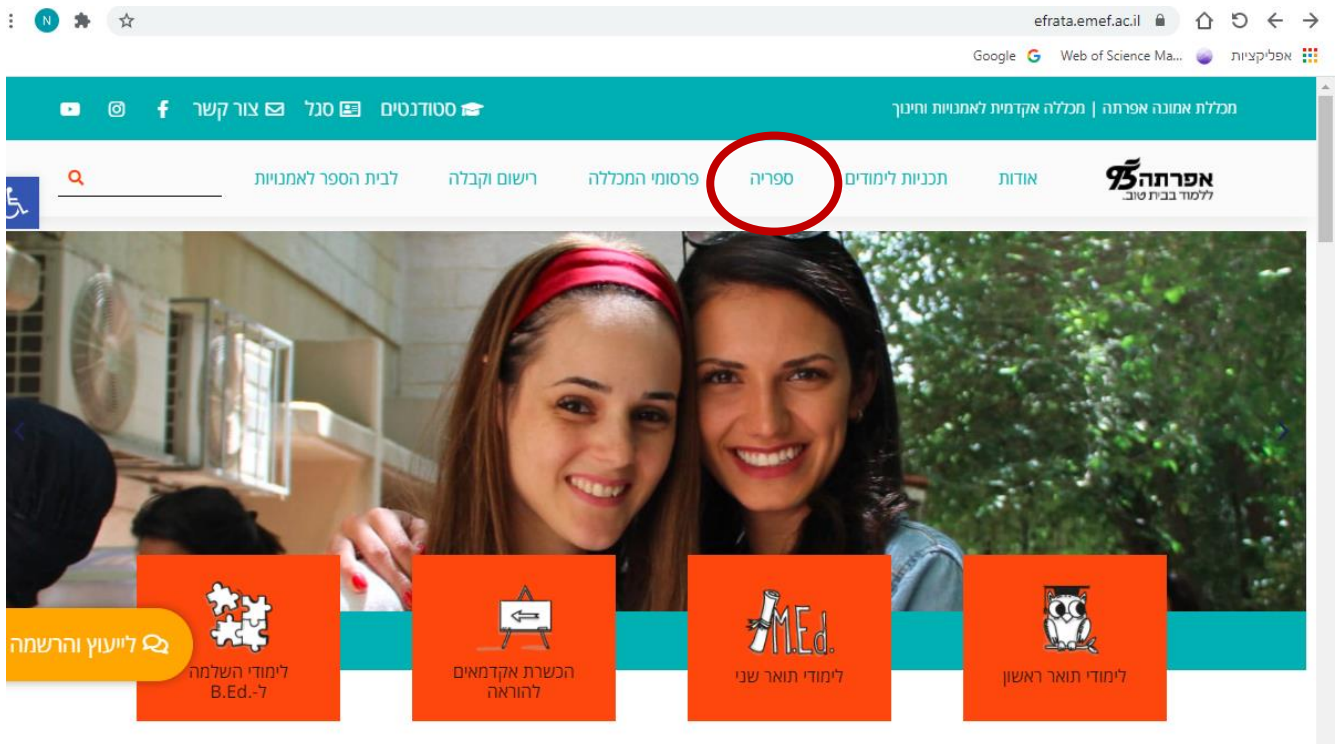 efrata.emef.ac.il
N
אפליקציות
Web of Science Ma...
Google
מכללת אמונה אפרתה | מכללה אקדמית לאמנויות וחינוך
סטודנטים
סגל
צור קשר
אפרתה 95
ללמוד בבית טוב.
אודות
תכניות לימודים
ספריה
פרסומי המכללה
רישום וקבלה
לבית הספר לאמנויות
M.Ed.
לימודי תואר ראשון
לימודי תואר שני
הכשרת אקדמאים
להוראה
לימודי השלמה
ל-.B.Ed
לייעוץ והרשמה